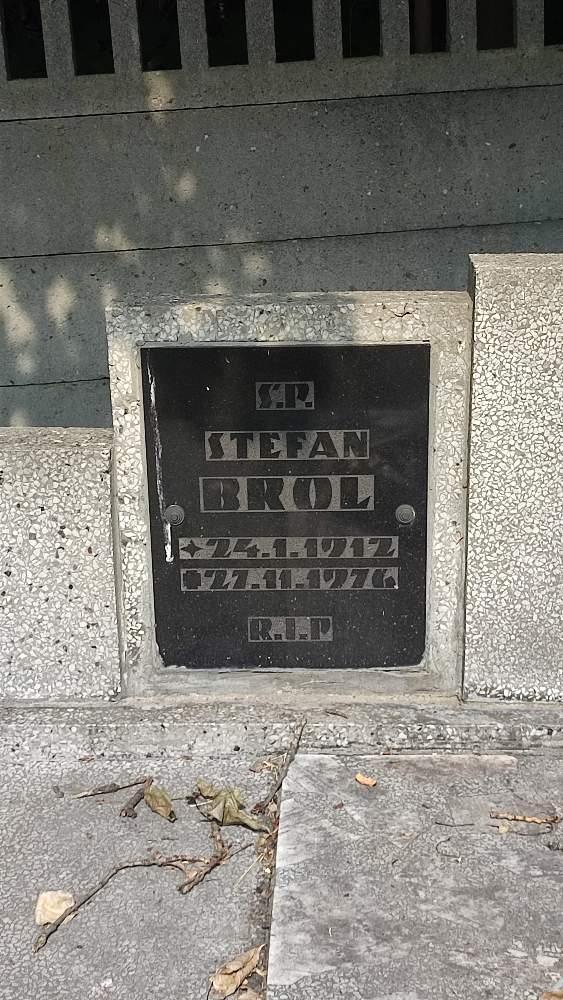 Ś.P.
STEFAN
BROL
✦24.1.1912
✝27.11.1976
R.I.P